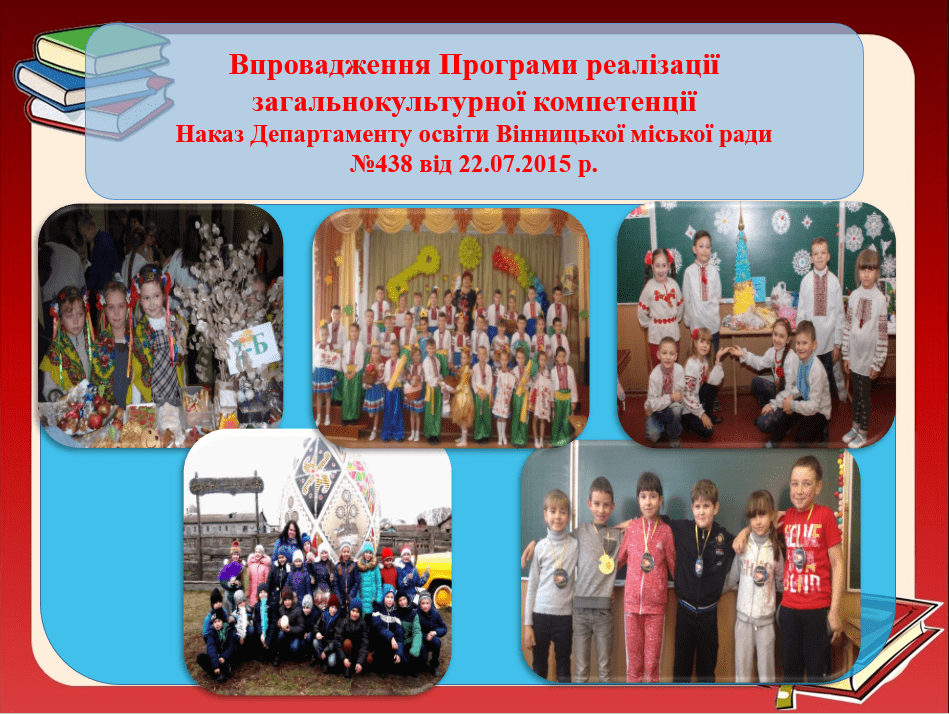 Впровадження Програми реалізації
загальнокультурної компетенції
Наказ Департаменту освіти Вінницької міської ради
№438 від 22.07.2015 р.